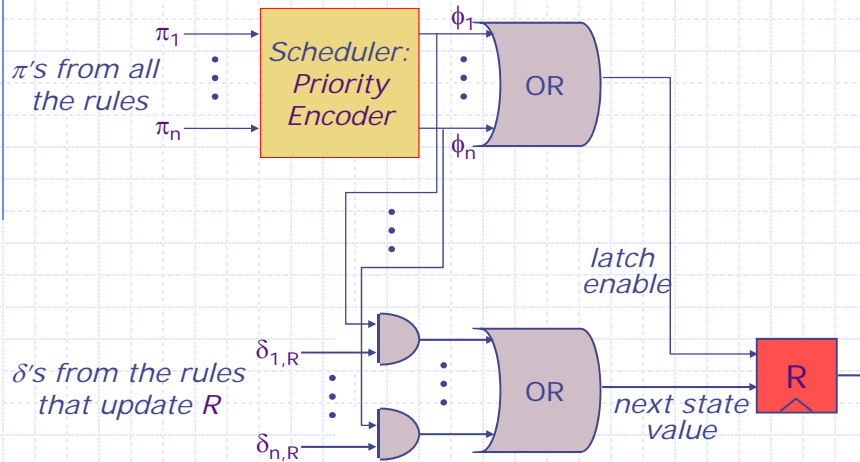 π1
π's from all
the rules
πn
Scheduler:
Priority
Encoder
ϕ1
ϕn
OR
latch
enable
δ1,R
δ's from the rules
that update R
δn,R
OR
next state
value
R